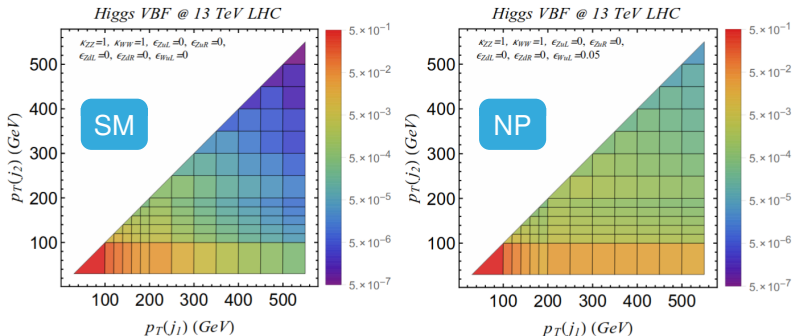 Higgs VBF @ 13 TeV LHC
κZZ=1, κWW=1, ϵZuL=0, ϵZuR=0,
ϵZdL=0, ϵZdR=0, ϵWuL=0
SM
500
400
300
200
100
pT(j2) (GeV)
100 200 300 400 500
pT(j1) (GeV)
5.×10⁻¹
5.×10⁻²
5.×10⁻³
5.×10⁻⁴
5.×10⁻⁵
5.×10⁻⁶
5.×10⁻⁷
Higgs VBF @ 13 TeV LHC
κZZ=1, κWW=1, ϵZuL=0, ϵZuR=0,
ϵZdL=0, ϵZdR=0, ϵWuL=0.05
NP
500
400
300
200
100
pT(j2) (GeV)
100 200 300 400 500
pT(j1) (GeV)
5.×10⁻¹
5.×10⁻²
5.×10⁻³
5.×10⁻⁴
5.×10⁻⁵
5.×10⁻⁶
5.×10⁻⁷